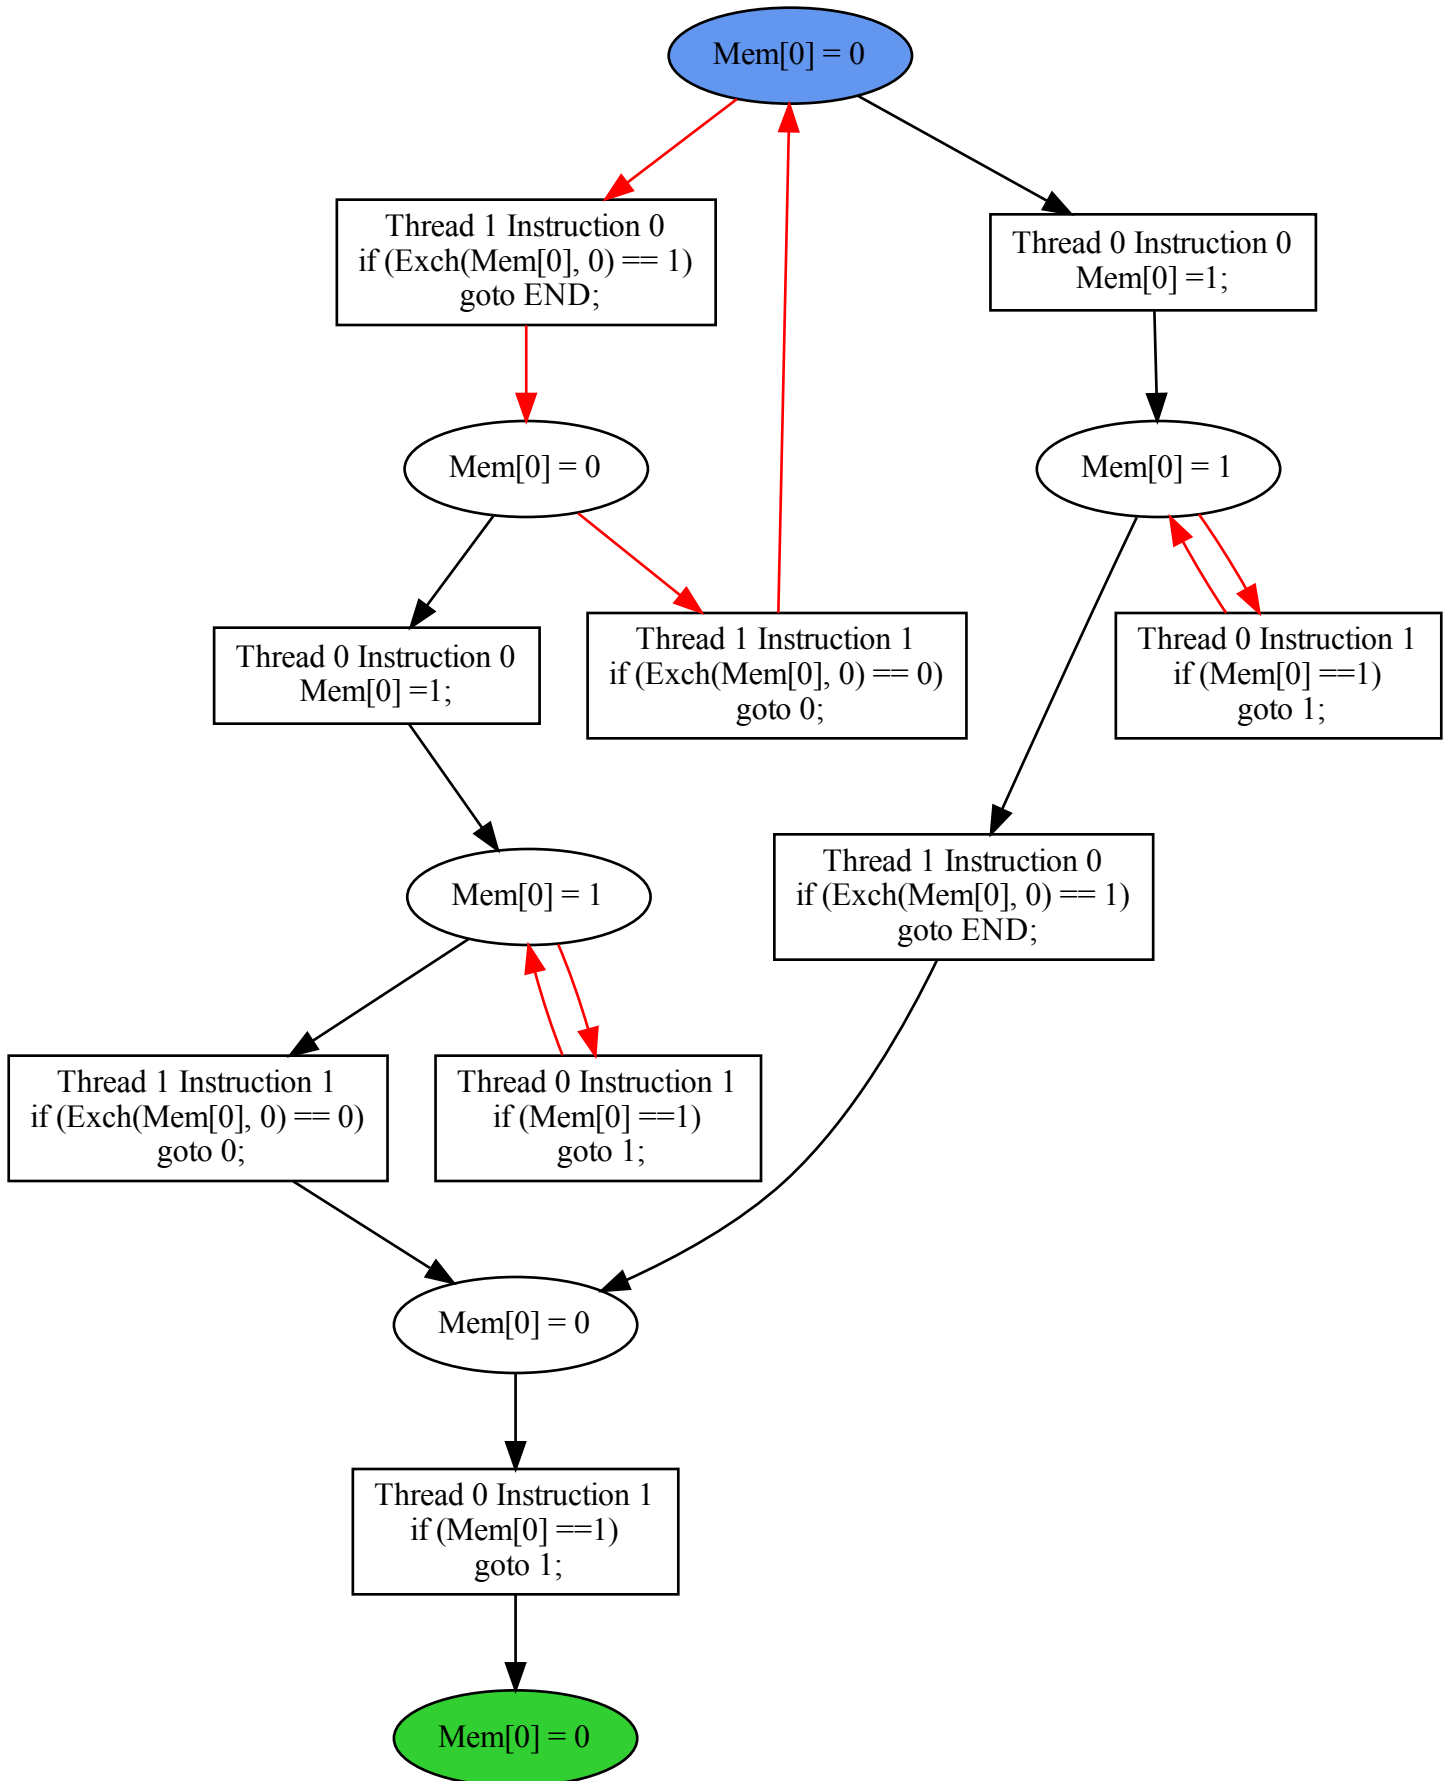 Mem[0] = 0
Thread 1 Instruction 0
if (Exch(Mem[0], 0) == 1)
goto END;
Thread 0 Instruction 0
Mem[0] =1;
Mem[0] = 0
Mem[0] = 1
Thread 0 Instruction 0
Mem[0] =1;
Thread 1 Instruction 1
if (Exch(Mem[0], 0) == 0)
goto 0;
Thread 0 Instruction 1
if (Mem[0] ==1)
goto 1;
Mem[0] = 1
Thread 1 Instruction 0
if (Exch(Mem[0], 0) == 1)
goto END;
Thread 1 Instruction 1
if (Exch(Mem[0], 0) == 0)
goto 0;
Thread 0 Instruction 1
if (Mem[0] ==1)
goto 1;
Mem[0] = 0
Thread 0 Instruction 1
if (Mem[0] ==1)
goto 1;
Mem[0] = 0